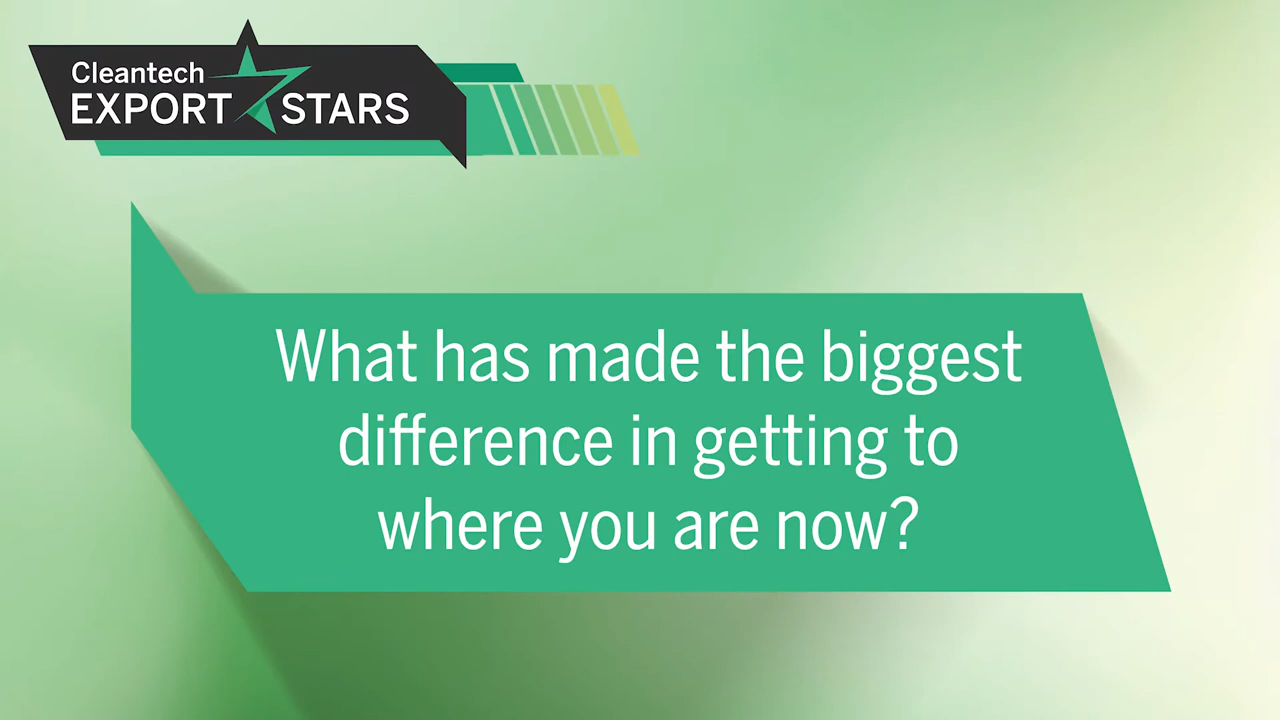 Cleantech
EXPORT STARS
What has made the biggest
difference in getting to
where you are now?